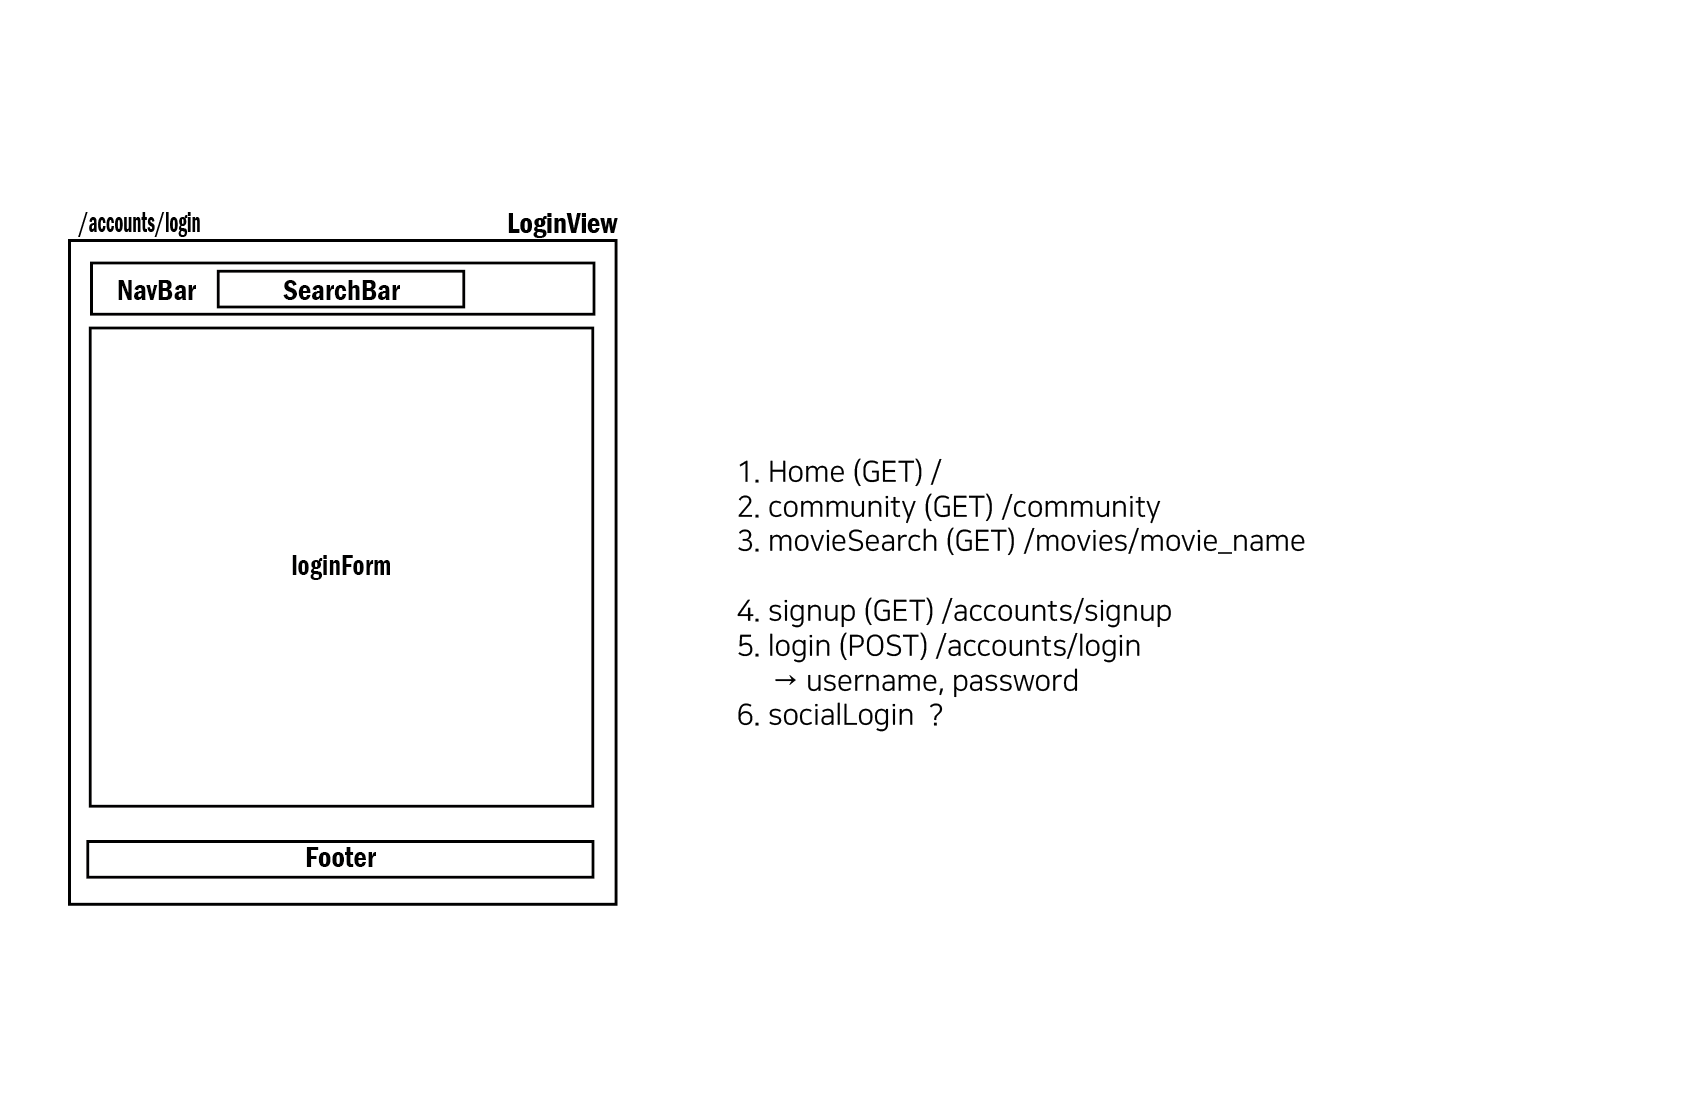 /accounts/login
LoginView
NavBar
SearchBar
loginForm
Footer
1. Home (GET) /
2. community (GET) /community
3. movieSearch (GET) /movies/movie_name
4. signup (GET) /accounts/signup
5. login (POST) /accounts/login
→ username, password
6. socialLogin ?